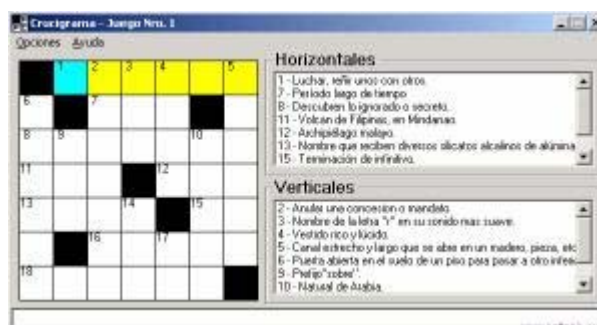 Crucigrama - Juego Nro. 1
Opciones Ayuda
Horizontales
1 - Luchar, reñir unos con otros.
7 - Periodo largo de tiempo
8 - Descubren lo ignorado o secreto.
11 - Volcan de Filipinas, en Mindanao.
12 - Archipiélago malayo.
13 - Nombre que reciben diversos silicatos alcalinos de alúmina
15 - Terminación de infinitivo.
Verticales
2 - Anular una concesion o mandato.
3 - Nombre de la letra "r" en su sonido mas suave.
4 - Vestido rico y lúcido.
5 - Canal estrecho y largo que se abre en un madero, pieza, etc
6 - Puerta abierta en el suelo de un piso para pasar a otro inferi
9 - Prefijo "sobre".
10 - Natural de Arabia.
1 2 3 4 5
6 7
8 9 10
11 12
13 14 15
16 17
18